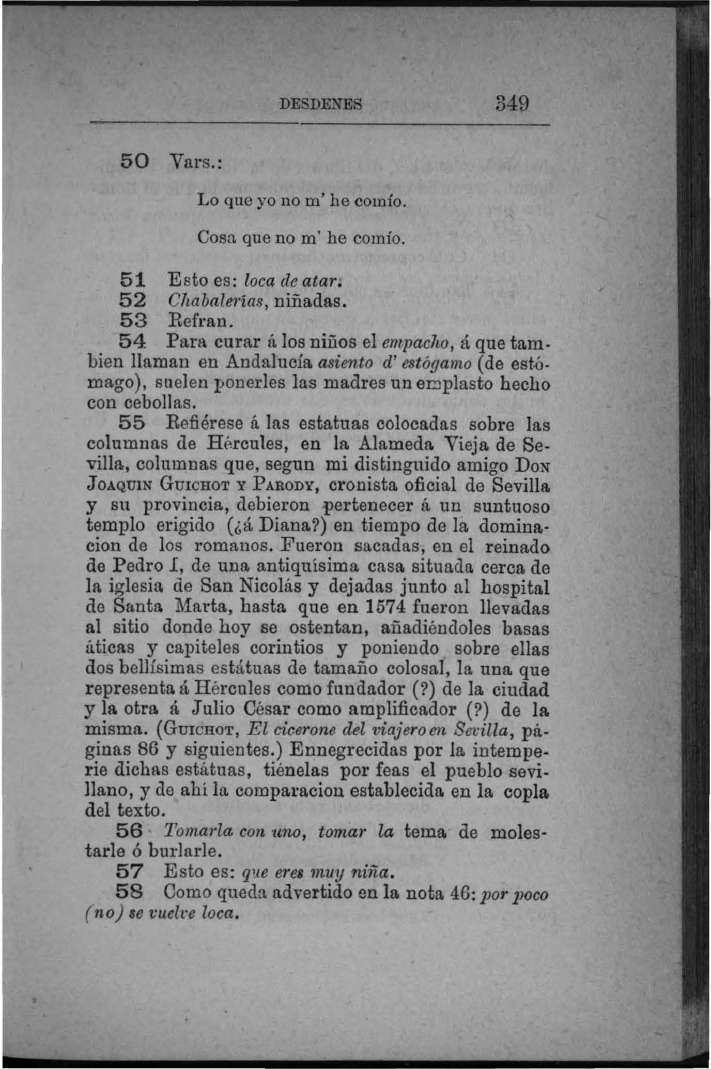 DESDENES 349
50 Vars.:
Lo que yo no m' he comío.
Cosa que no m' he comío.
51 Esto es: loca de atar.
52 Chabalerías, niñadas.
53 Refran.
54 Para curar á los niños el empacho, á que tam-
bien llaman en Andalucía asiento d' estógamo (de estó-
mago), suelen ponerles las madres un emplasto hecho
con cebollas.
55 Refiérese á las estatuas colocadas sobre las
columnas de Hércules, en la Alameda Vieja de Se-
villa, columnas que, segun mi distinguido amigo DON
JOAQUIN GUICHOT Y PARODY, cronista oficial de Sevilla
y su provincia, debieron pertenecer á un suntuoso
templo erigido (¿á Diana?) en tiempo de la domina-
cion de los romanos. Fueron sacadas, en el reinado
de Pedro I, de una antiquísima casa situada cerca de
la iglesia de San Nicolás y dejadas junto al hospital
de Santa Marta, hasta que en 1574 fueron llevadas
al sitio donde hoy se ostentan, añadiéndoles basas
áticas y capiteles corintios y poniendo sobre ellas
dos bellísimas estátuas de tamaño colosal, la una que
representa á Hércules como fundador (?) de la ciudad
y la otra á Julio César como amplificador (?) de la
misma. (GUICHOT, El cicerone del viajero en Sevilla, pá-
ginas 86 y siguientes.) Ennegrecidas por la intempe-
rie dichas estátuas, tiénelas por feas el pueblo sevi-
llano, y de ahí la comparacion establecida en la copla
del texto.
56 Tomarla con uno, tomar la tema de moles-
tarle ó burlarle.
57 Esto es: que eres muy niña.
58 Como queda advertido en la nota 46: por poco
(no) se vuelve loca.